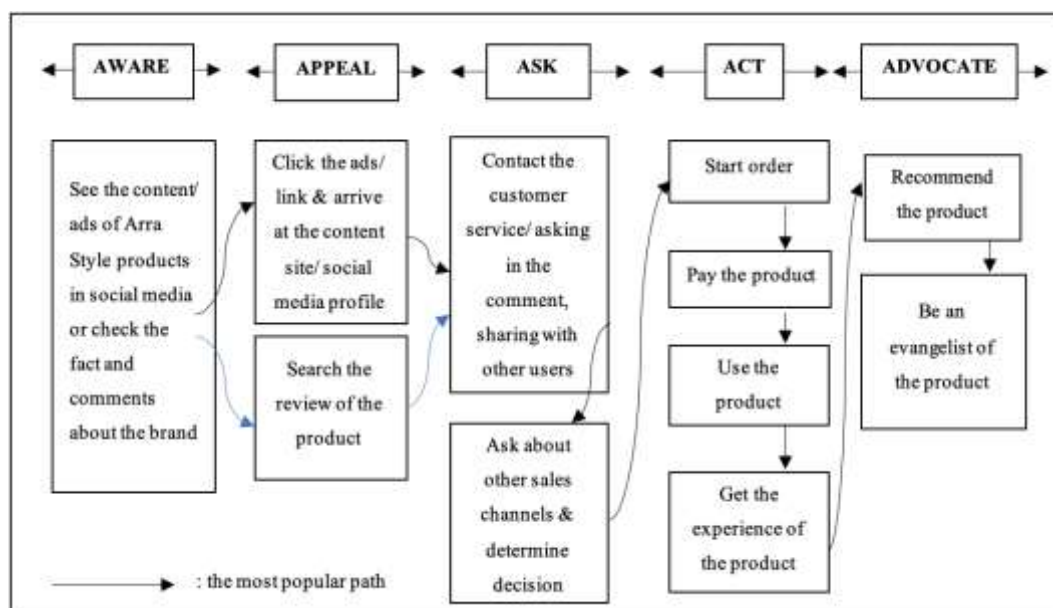 AWARE
APPEAL
ASK
ACT
ADVOCATE
See the content/
ads of Arra
Style products
in social media
or check the
fact and
comments
about the brand
Click the ads/
link & arrive
at the content
site/ social
media profile
Search the
review of the
product
Contact the
customer
service/ asking
in the
comment,
sharing with
other users
Ask about
other sales
channels &
determine
decision
Start order
Pay the product
Use the
product
Get the
experience of
the product
Recommend
the product
Be an
evangelist of
the product
: the most popular path